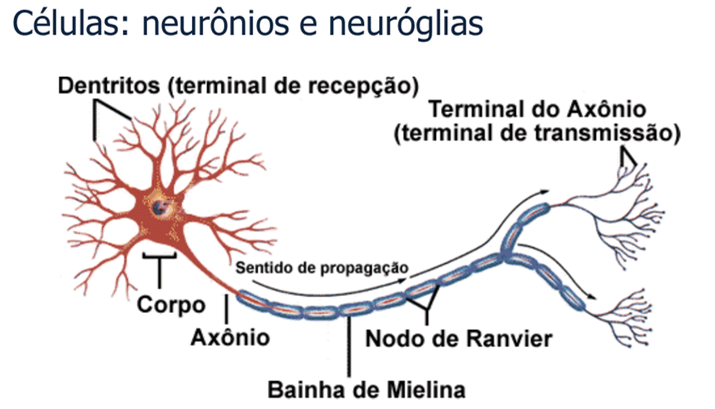 Células: neurônios e neuróglias
Dentritos (terminal de recepção)
Terminal do Axônio
(terminal de transmissão)
Sentido de propagação
Corpo
Axônio
Nodo de Ranvier
Bainha de Mielina